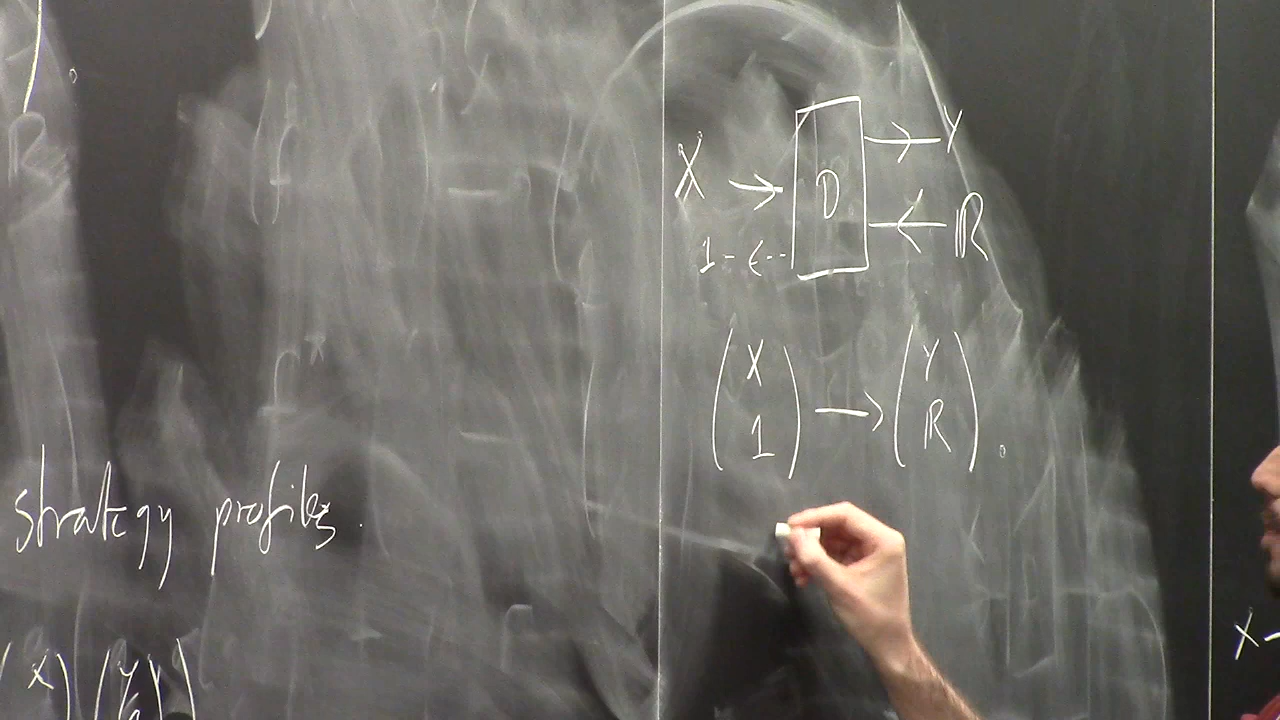 X → D → Y
1 - ← - - ← ℝ
( X ) → ( Y )
( 1 ) ( ℝ ) .
strategy profiles.
X